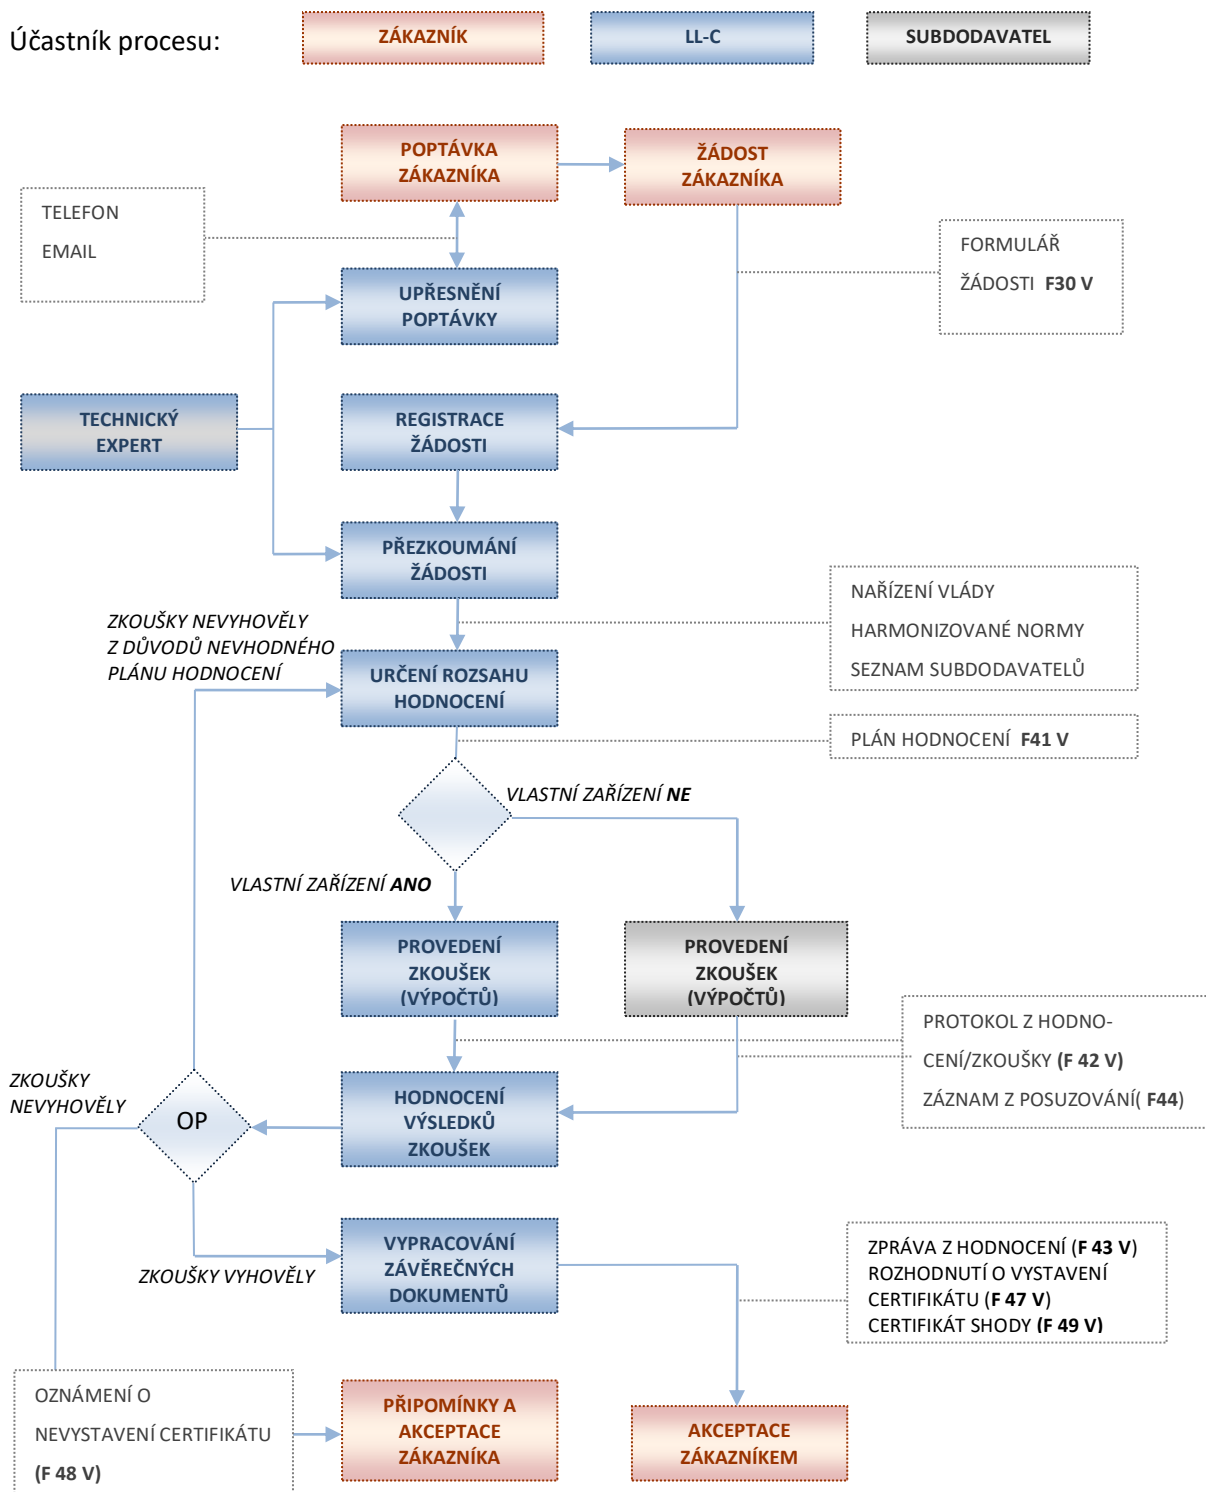 Účastník procesu:
ZÁKAZNÍK
LL-C
SUBDODAVATEL
POPTÁVKA
ZÁKAZNÍKA
ŽÁDOST
ZÁKAZNÍKA
TELEFON
EMAIL
FORMULÁŘ
ŽÁDOSTI F30 V
UPŘESNĚNÍ
POPTÁVKY
TECHNICKÝ
EXPERT
REGISTRACE
ŽÁDOSTI
PŘEZKOUMÁNÍ
ŽÁDOSTI
NAŘÍZENÍ VLÁDY
HARMONIZOVANÉ NORMY
SEZNAM SUBDODAVATELŮ
ZKOUŠKY NEVYHOVĚLY
Z DŮVODŮ NEVHODNÉHO
PLÁNU HODNOCENÍ
URČENÍ ROZSAHU
HODNOCENÍ
PLÁN HODNOCENÍ F41 V
VLASTNÍ ZAŘÍZENÍ NE
VLASTNÍ ZAŘÍZENÍ ANO
PROVEDENÍ
ZKOUŠEK
(VÝPOČTŮ)
PROVEDENÍ
ZKOUŠEK
(VÝPOČTŮ)
PROTOKOL Z HODNO-
CENÍ/ZKOUŠKY (F 42 V)
ZÁZNAM Z POSUZOVÁNÍ( F44)
ZKOUŠKY
NEVYHOVĚLY
OP
HODNOCENÍ
VÝSLEDKŮ
ZKOUŠEK
ZKOUŠKY VYHOVĚLY
VYPRACOVÁNÍ
ZÁVĚREČNÝCH
DOKUMENTŮ
ZPRÁVA Z HODNOCENÍ (F 43 V)
ROZHODNUTÍ O VYSTAVENÍ
CERTIFIKÁTU (F 47 V)
CERTIFIKÁT SHODY (F 49 V)
OZNÁMENÍ O
NEVYSTAVENÍ CERTIFIKÁTU
(F 48 V)
PŘIPOMÍNKY A
AKCEPTACE
ZÁKAZNÍKA
AKCEPTACE
ZÁKAZNÍKEM